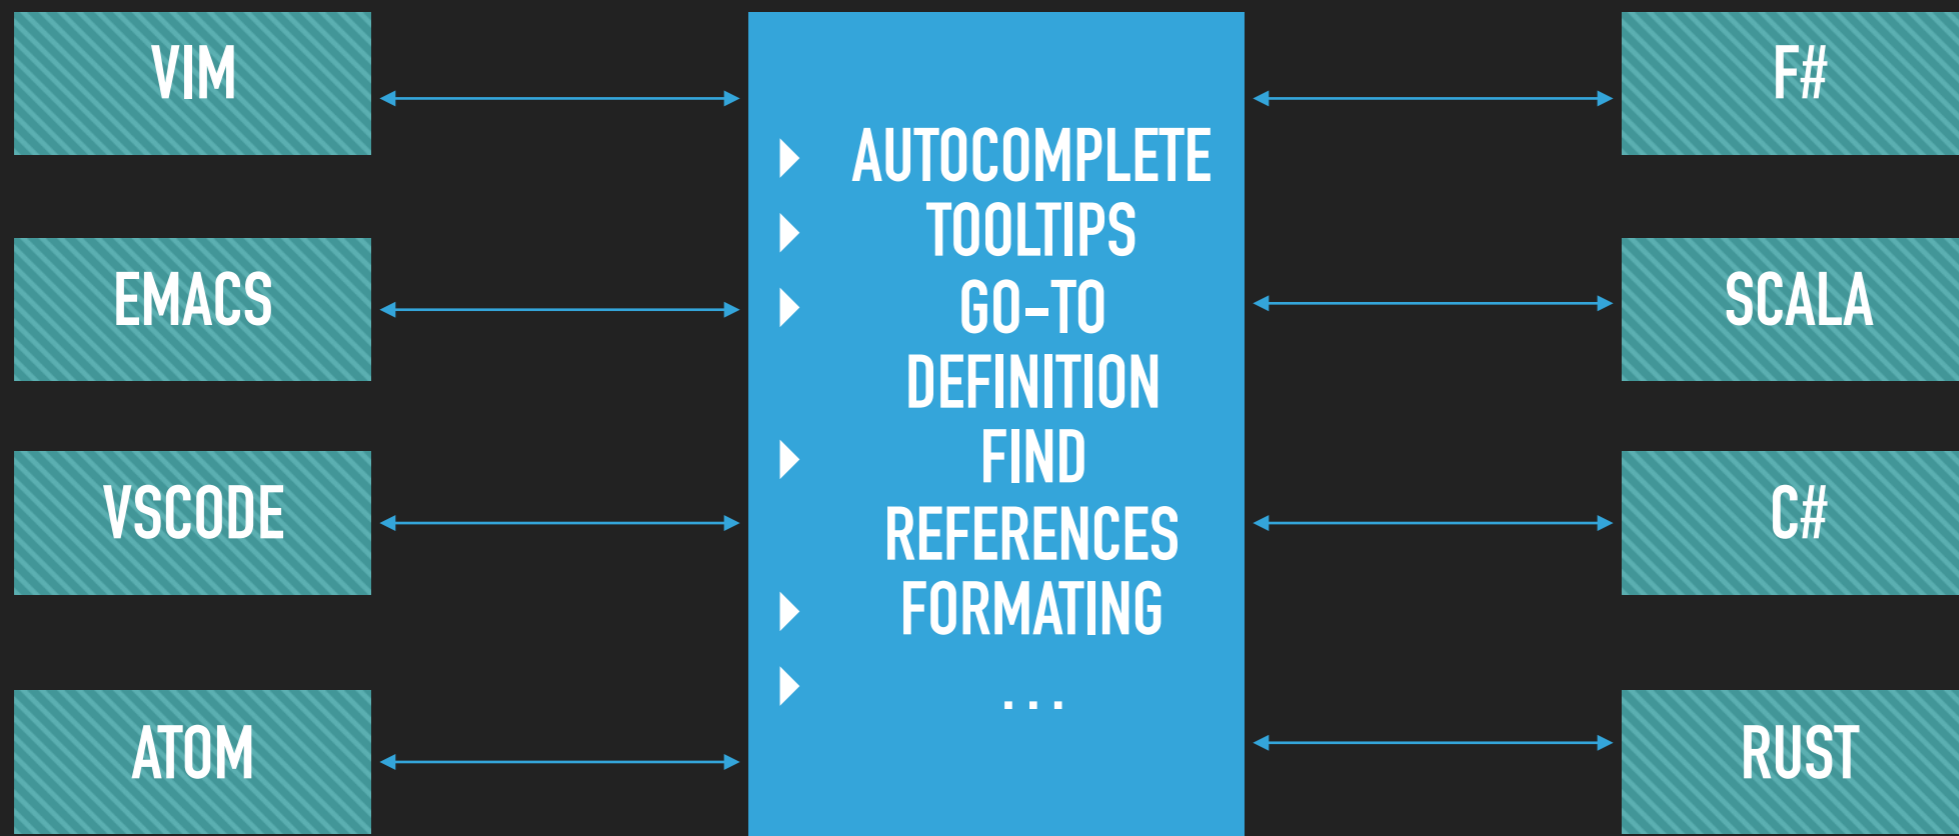 VIM
EMACS
VSCODE
ATOM
AUTOCOMPLETE
TOOLTIPS
GO-TO
DEFINITION
FIND
REFERENCES
FORMATING
...
F#
SCALA
C#
RUST